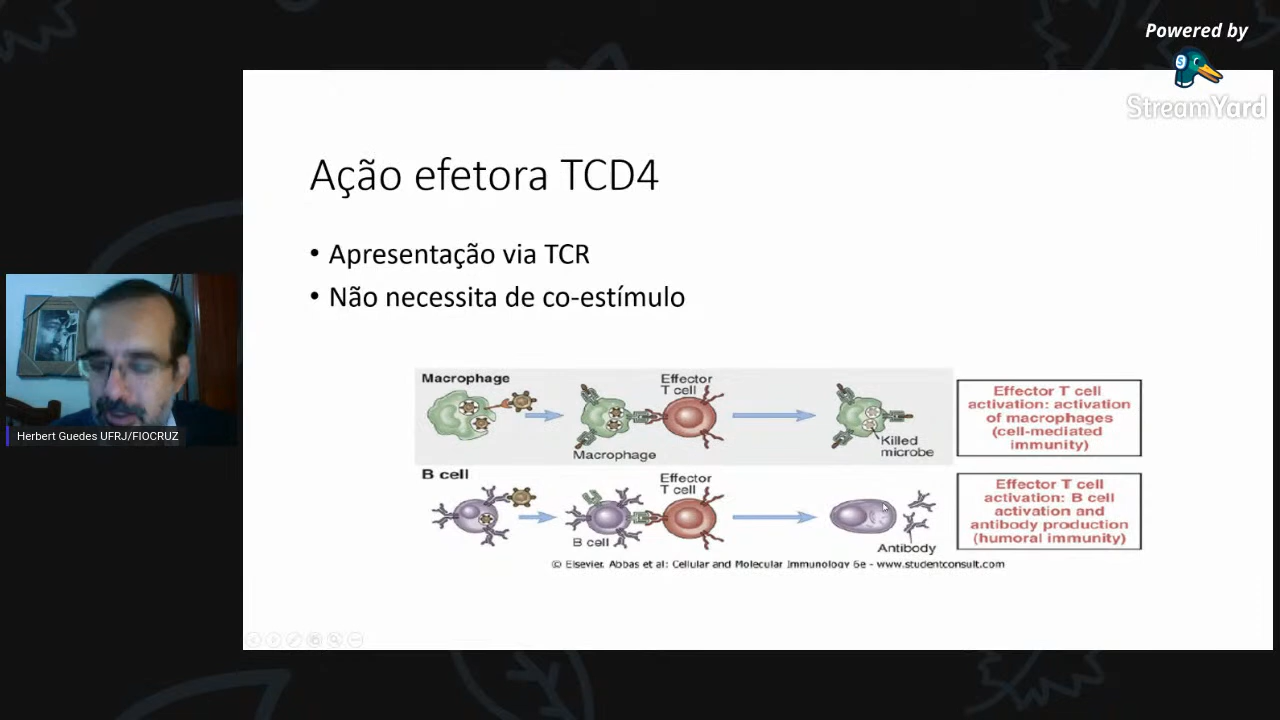 Powered by
StreamYard
Ação efetora TCD4
• Apresentação via TCR
• Não necessita de co-estímulo
Macrophage
Effector
T cell
Macrophage
Killed
microbe
Effector T cell
activation: activation
of macrophages
(cell-mediated
immunity)
B cell
Effector
T cell
B cell
Antibody
Effector T cell
activation: B cell
activation and
antibody production
(humoral immunity)
© Elsevier. Abbas et al: Cellular and Molecular Immunology 6e - www.studentconsult.com
Herbert Guedes UFRJ/FIOCRUZ